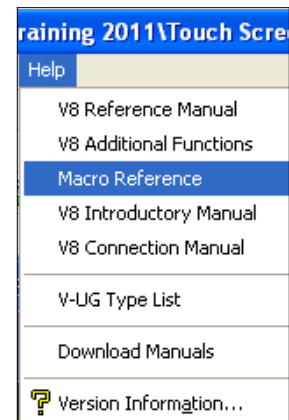 raining 2011\Touch Scre
Help
V8 Reference Manual
V8 Additional Functions
Macro Reference
V8 Introductory Manual
V8 Connection Manual
V-UG Type List
Download Manuals
Version Information...